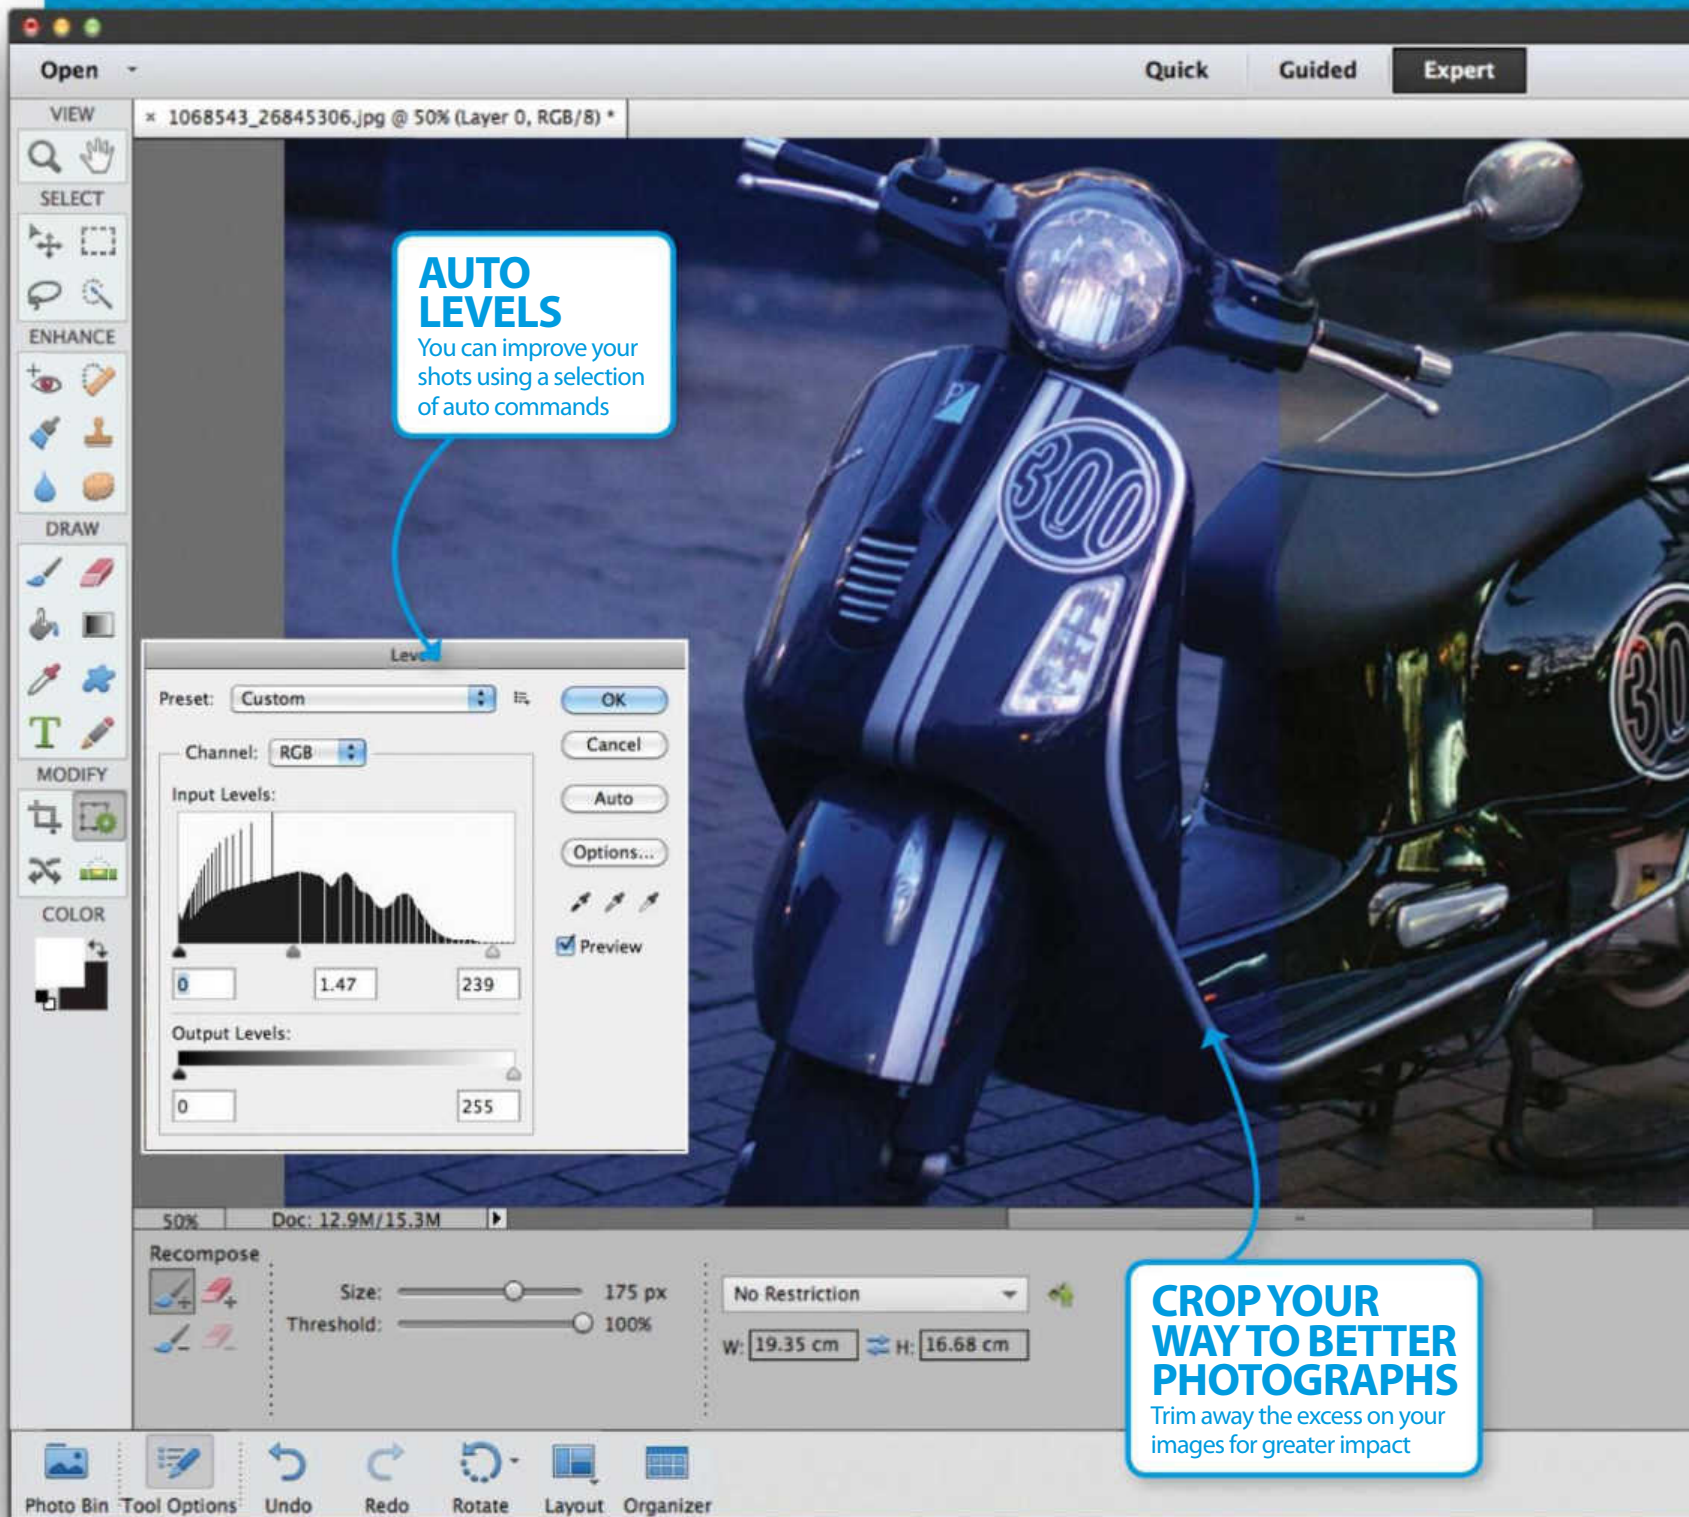 Open
Quick Guided Expert
VIEW
× 1068543_26845306.jpg @ 50% (Layer 0, RGB/8) *
SELECT
ENHANCE
DRAW
MODIFY
COLOR
AUTO
LEVELS
You can improve your
shots using a selection
of auto commands
P
300
30
Preset: Custom
OK
Channel: RGB
Cancel
Input Levels:
Auto
Options...
Preview
0 1.47 239
Output Levels:
0 255
50% Doc: 12.9M/15.3M
Recompose
Size: 175 px
Threshold: 100%
No Restriction
W: 19.35 cm H: 16.68 cm
CROP YOUR
WAY TO BETTER
PHOTOGRAPHS
Trim away the excess on your
images for greater impact
Photo Bin Tool Options Undo Redo Rotate Layout Organizer